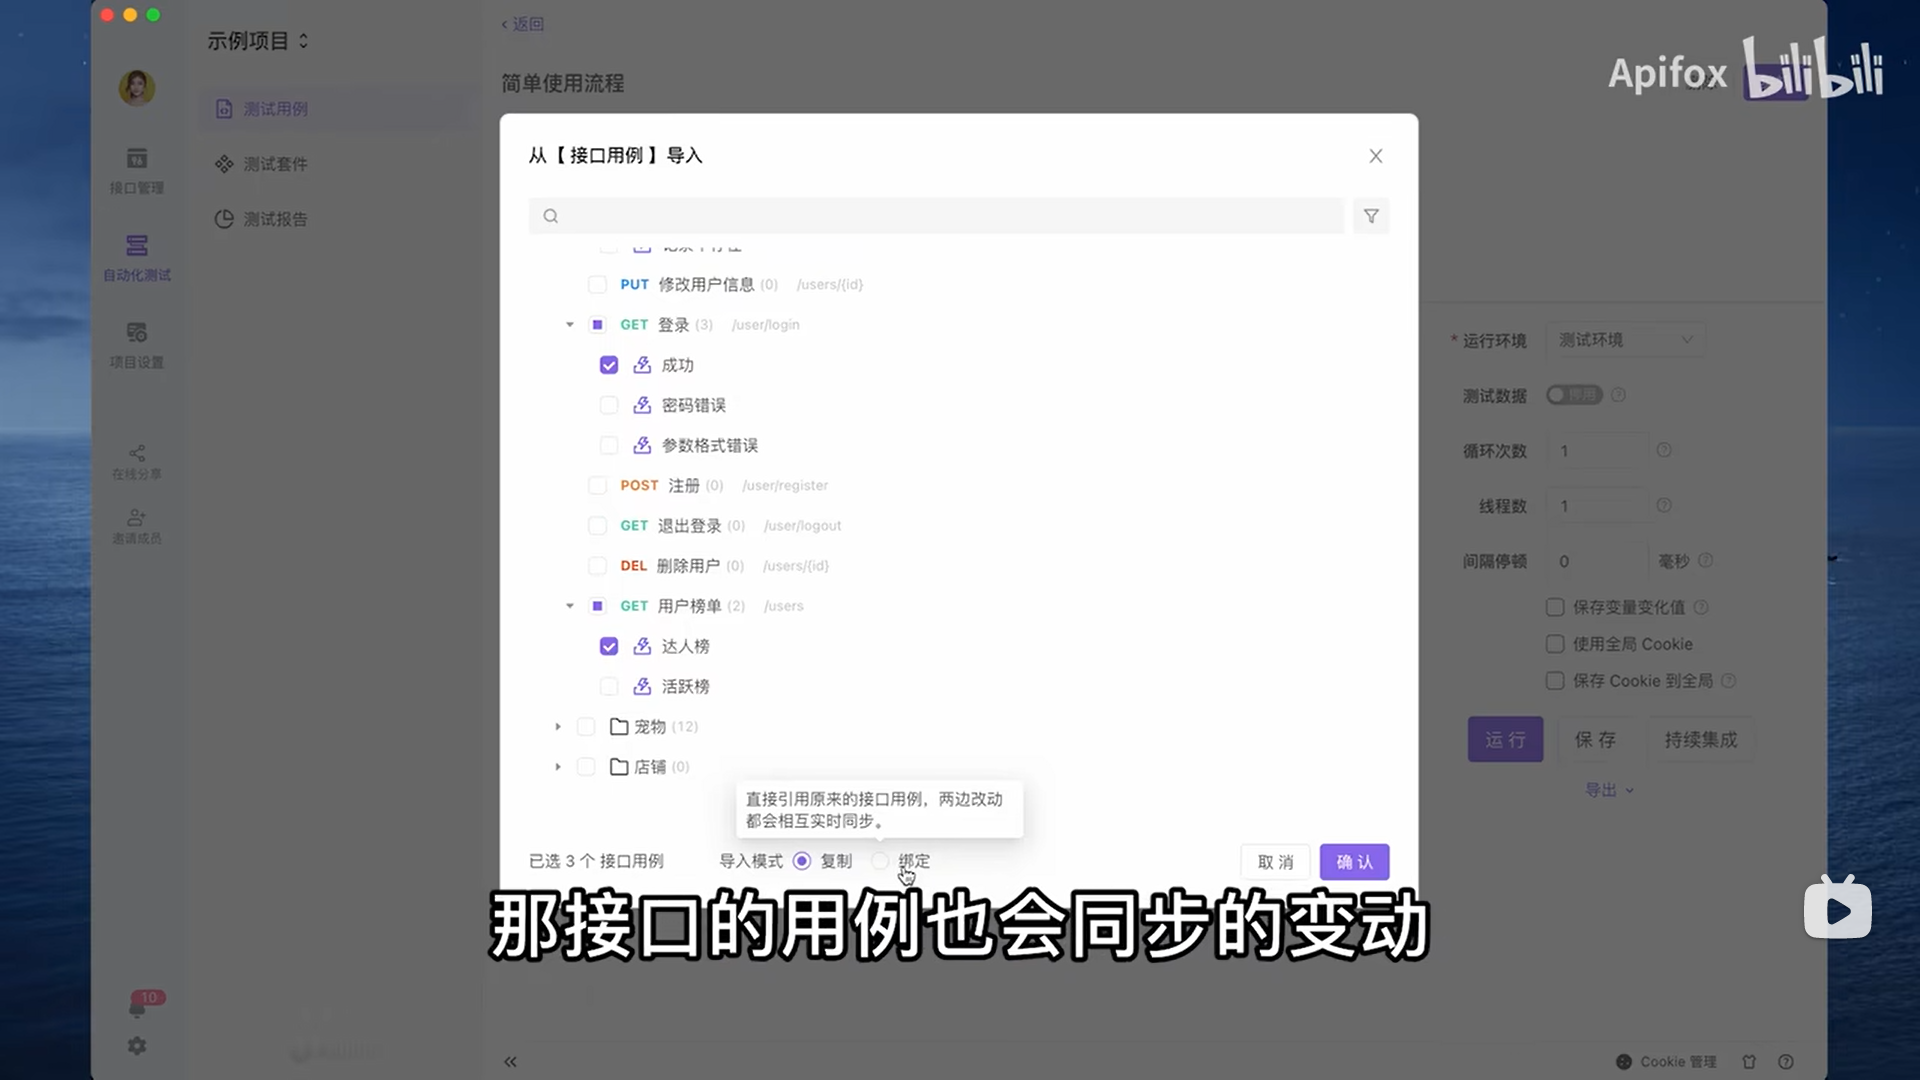 示例项目
测试用例
测试套件
测试报告
接口管理
自动化测试
项目设置
在线分享
邀请成员
10
返回
简单使用流程
Apifox bilibili
从【接口用例】导入
PUT 修改用户信息 (0) /users/{id}
GET 登录 (3) /user/login
成功
密码错误
参数格式错误
POST 注册 (0) /user/register
GET 退出登录 (0) /user/logout
DEL 删除用户 (0) /users/{id}
GET 用户榜单 (2) /users
达人榜
活跃榜
宠物 (12)
店铺 (0)
直接引用原来的接口用例，两边改动
都会相互实时同步。
已选 3 个 接口用例 导入模式 复制 绑定
取消 确认
* 运行环境 测试环境
测试数据
循环次数 1
线程数 1
间隔停顿 0 毫秒
保存变量变化值
使用全局 Cookie
保存 Cookie 到全局
运行 保存 持续集成
导出
那接口的用例也会同步的变动
Cookie 管理